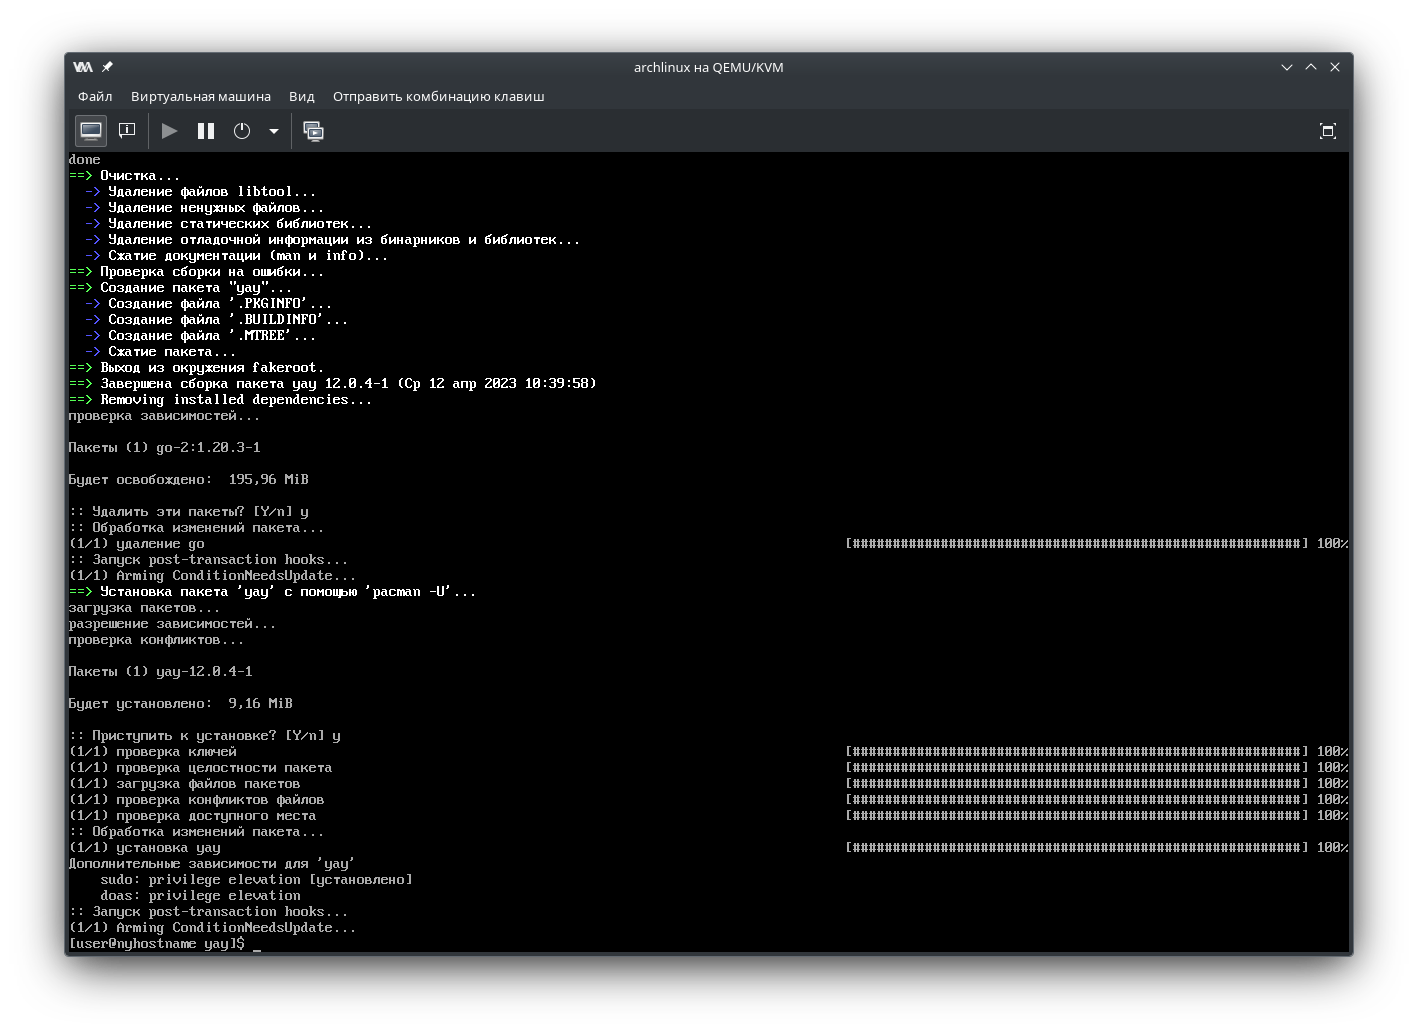 archlinux на QEMU/KVM
Файл Виртуальная машина Вид Отправить комбинацию клавиш
done
==> Очистка...
  -> Удаление файлов libtool...
  -> Удаление ненужных файлов...
  -> Удаление статических библиотек...
  -> Удаление отладочной информации из бинарников и библиотек...
  -> Сжатие документации (man и info)...
==> Проверка сборки на ошибки...
==> Создание пакета "yay"...
  -> Создание файла '.PKGINFO'...
  -> Создание файла '.BUILDINFO'...
  -> Создание файла '.MTREE'...
  -> Сжатие пакета...
==> Выход из окружения fakeroot.
==> Завершена сборка пакета yay 12.0.4-1 (Ср 12 апр 2023 10:39:58)
==> Removing installed dependencies...
проверка зависимостей...
Пакеты (1) go-2:1.20.3-1
Будет освобождено:  195,96 MiB
:: Удалить эти пакеты? [Y/n] y
:: Обработка изменений пакета...
(1/1) удаление go [########################################################] 100%
:: Запуск post-transaction hooks...
(1/1) Arming ConditionNeedsUpdate...
==> Установка пакета 'yay' с помощью 'pacman -U'...
загрузка пакетов...
разрешение зависимостей...
проверка конфликтов...
Пакеты (1) yay-12.0.4-1
Будет установлено:  9,16 MiB
:: Приступить к установке? [Y/n] y
(1/1) проверка ключей [########################################################] 100%
(1/1) проверка целостности пакета [########################################################] 100%
(1/1) загрузка файлов пакетов [########################################################] 100%
(1/1) проверка конфликтов файлов [########################################################] 100%
(1/1) проверка доступного места [########################################################] 100%
:: Обработка изменений пакета...
(1/1) установка yay [########################################################] 100%
Дополнительные зависимости для 'yay'
    sudo: privilege elevation [установлено]
    doas: privilege elevation
:: Запуск post-transaction hooks...
(1/1) Arming ConditionNeedsUpdate...
[user@nyhostname yay]$ _